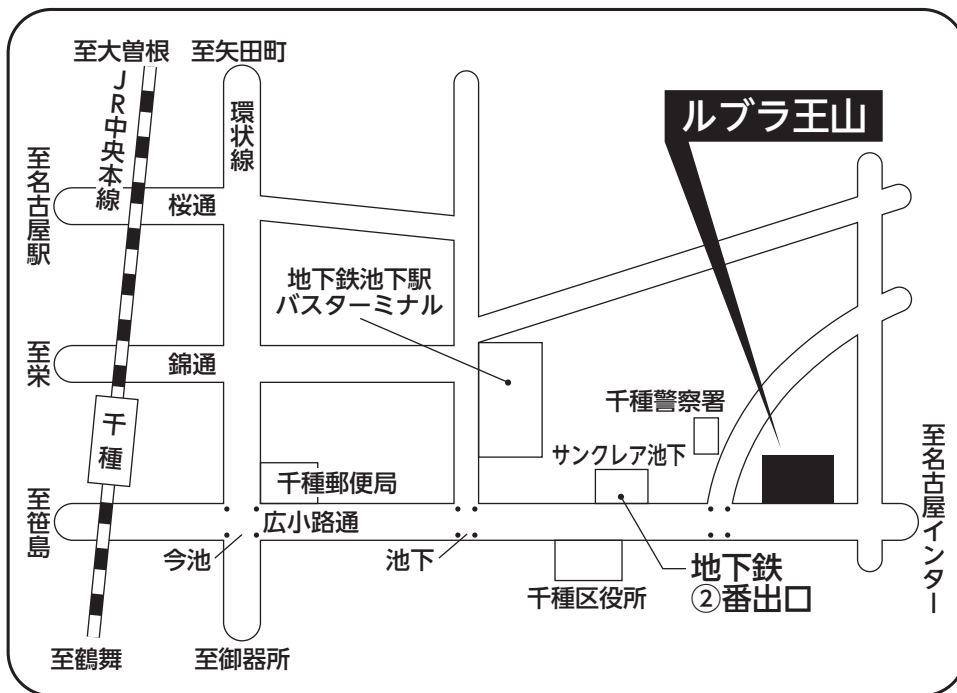 至大曽根
至矢田町
JR中央本線
環状線
ルブラ王山
至名古屋駅
桜通
地下鉄池下駅
バスターミナル
至栄
錦通
千種警察署
千種
サンクレア池下
至名古屋インター
千種郵便局
至笹島
広小路通
今池
池下
地下鉄
②番出口
千種区役所
至鶴舞
至御器所